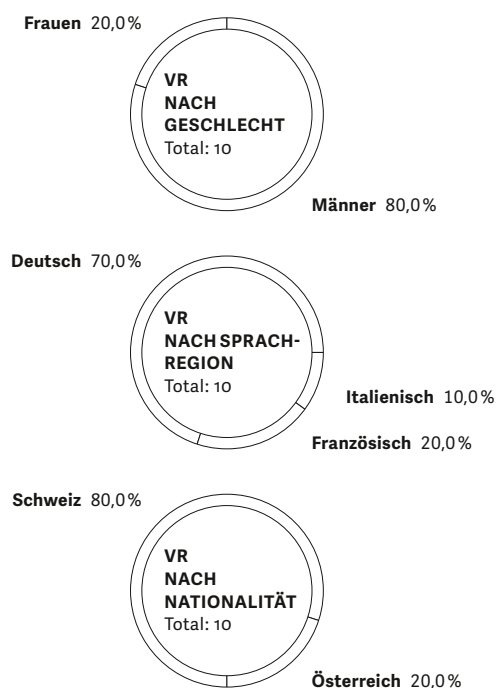 Frauen 20,0%
VR
NACH
GESCHLECHT
Total: 10
Männer 80,0%
Deutsch 70,0%
VR
NACH SPRACH-
REGION
Total: 10
Italienisch 10,0%
Französisch 20,0%
Schweiz 80,0%
VR
NACH
NATIONALITÄT
Total: 10
Österreich 20,0%